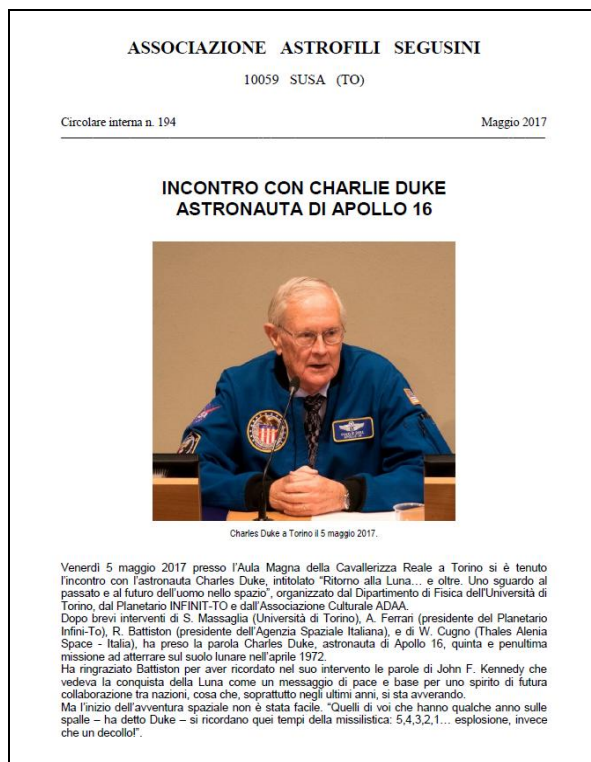 ASSOCIAZIONE ASTROFILI SEGUSINI
10059 SUSA (TO)
Circolare interna n. 194 Maggio 2017
INCONTRO CON CHARLIE DUKE
ASTRONAUTA DI APOLLO 16
Charles Duke a Torino il 5 maggio 2017.
Venerdì 5 maggio 2017 presso l'Aula Magna della Cavallerizza Reale a Torino si è tenuto
l'incontro con l'astronauta Charles Duke, intitolato "Ritorno alla Luna… e oltre. Uno sguardo al
passato e al futuro dell'uomo nello spazio", organizzato dal Dipartimento di Fisica dell'Università di
Torino, dal Planetario INFINIT-TO e dall'Associazione Culturale ADAA.
Dopo brevi interventi di S. Massaglia (Università di Torino), A. Ferrari (presidente del Planetario
Infini-To), R. Battiston (presidente dell'Agenzia Spaziale Italiana), e di W. Cugno (Thales Alenia
Space - Italia), ha preso la parola Charles Duke, astronauta di Apollo 16, quinta e penultima
missione ad atterrare sul suolo lunare nell'aprile 1972.
Ha ringraziato Battiston per aver ricordato nel suo intervento le parole di John F. Kennedy che
vedeva la conquista della Luna come un messaggio di pace e base per uno spirito di futura
collaborazione tra nazioni, cosa che, soprattutto negli ultimi anni, si sta avverando.
Ma l'inizio dell'avventura spaziale non è stata facile. "Quelli di voi che hanno qualche anno sulle
spalle – ha detto Duke – si ricordano quei tempi della missilistica: 5,4,3,2,1… esplosione, invece
che un decollo!".